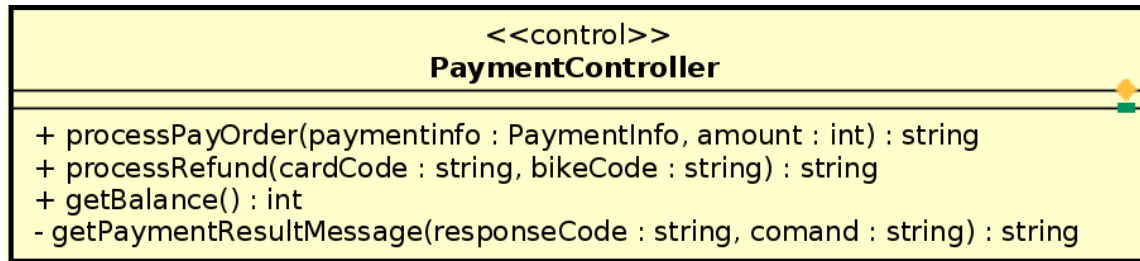 <<control>>
PaymentController
+ processPayOrder(paymentinfo : PaymentInfo, amount : int) : string
+ processRefund(cardCode : string, bikeCode : string) : string
+ getBalance() : int
- getPaymentResultMessage(responseCode : string, comand : string) : string